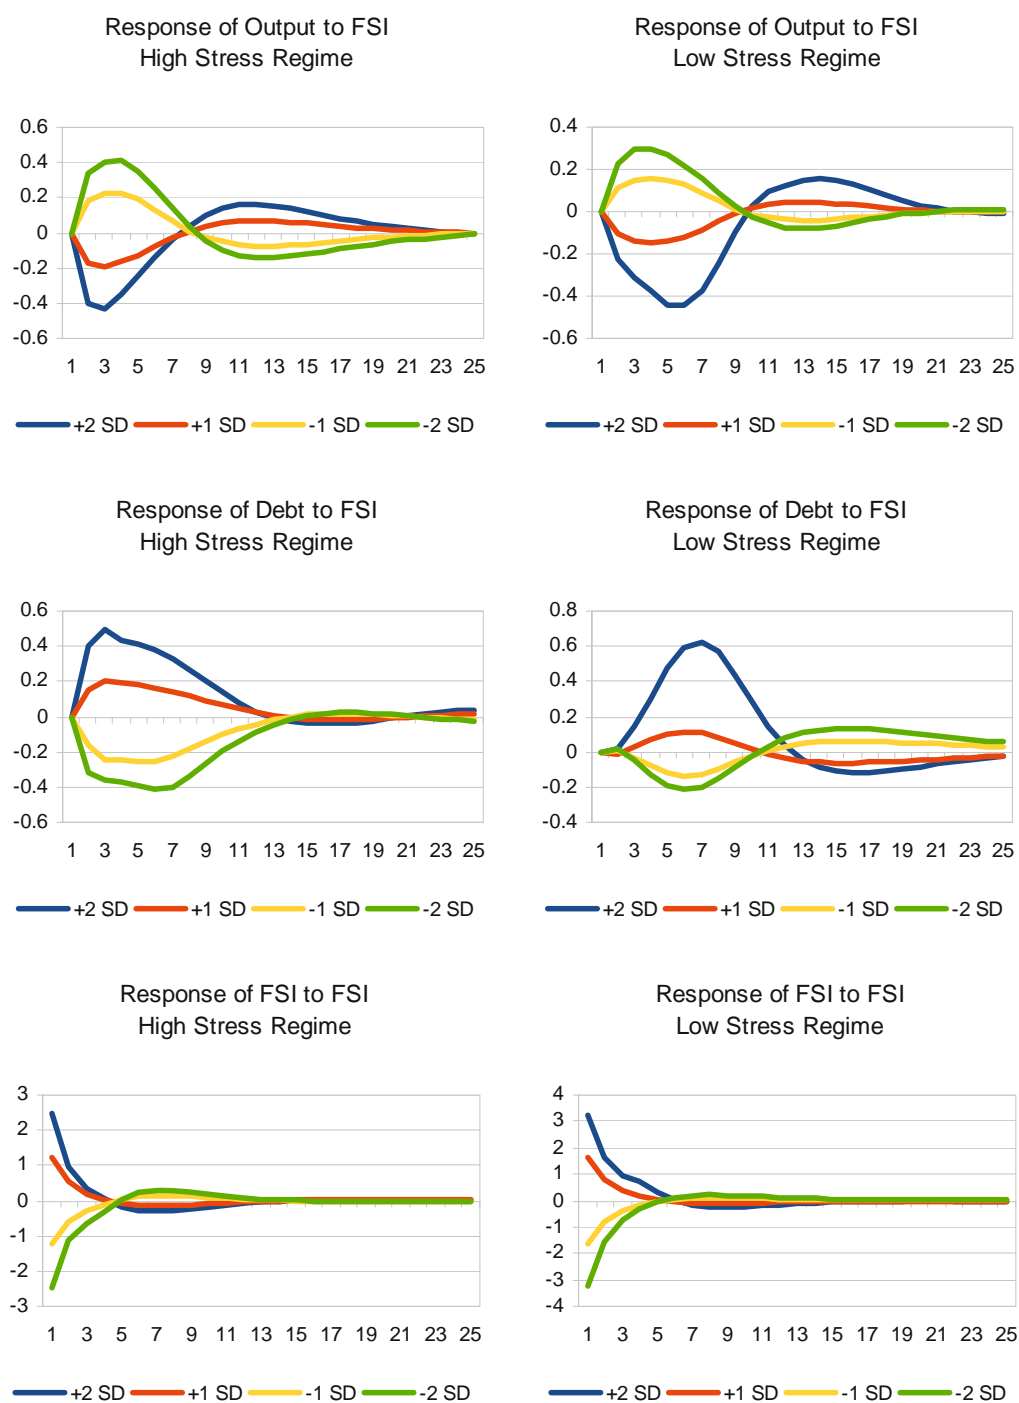 Response of Output to FSI
High Stress Regime
0.6
0.4
0.2
0
-0.2
-0.4
-0.6
1 3 5 7 9 11 13 15 17 19 21 23 25
+2 SD +1 SD -1 SD -2 SD
Response of Output to FSI
Low Stress Regime
0.4
0.2
0
-0.2
-0.4
-0.6
1 3 5 7 9 11 13 15 17 19 21 23 25
+2 SD +1 SD -1 SD -2 SD
Response of Debt to FSI
High Stress Regime
0.6
0.4
0.2
0
-0.2
-0.4
-0.6
1 3 5 7 9 11 13 15 17 19 21 23 25
+2 SD +1 SD -1 SD -2 SD
Response of Debt to FSI
Low Stress Regime
0.8
0.6
0.4
0.2
0
-0.2
-0.4
1 3 5 7 9 11 13 15 17 19 21 23 25
+2 SD +1 SD -1 SD -2 SD
Response of FSI to FSI
High Stress Regime
3
2
1
0
-1
-2
-3
1 3 5 7 9 11 13 15 17 19 21 23 25
+2 SD +1 SD -1 SD -2 SD
Response of FSI to FSI
Low Stress Regime
4
3
2
1
0
-1
-2
-3
-4
1 3 5 7 9 11 13 15 17 19 21 23 25
+2 SD +1 SD -1 SD -2 SD